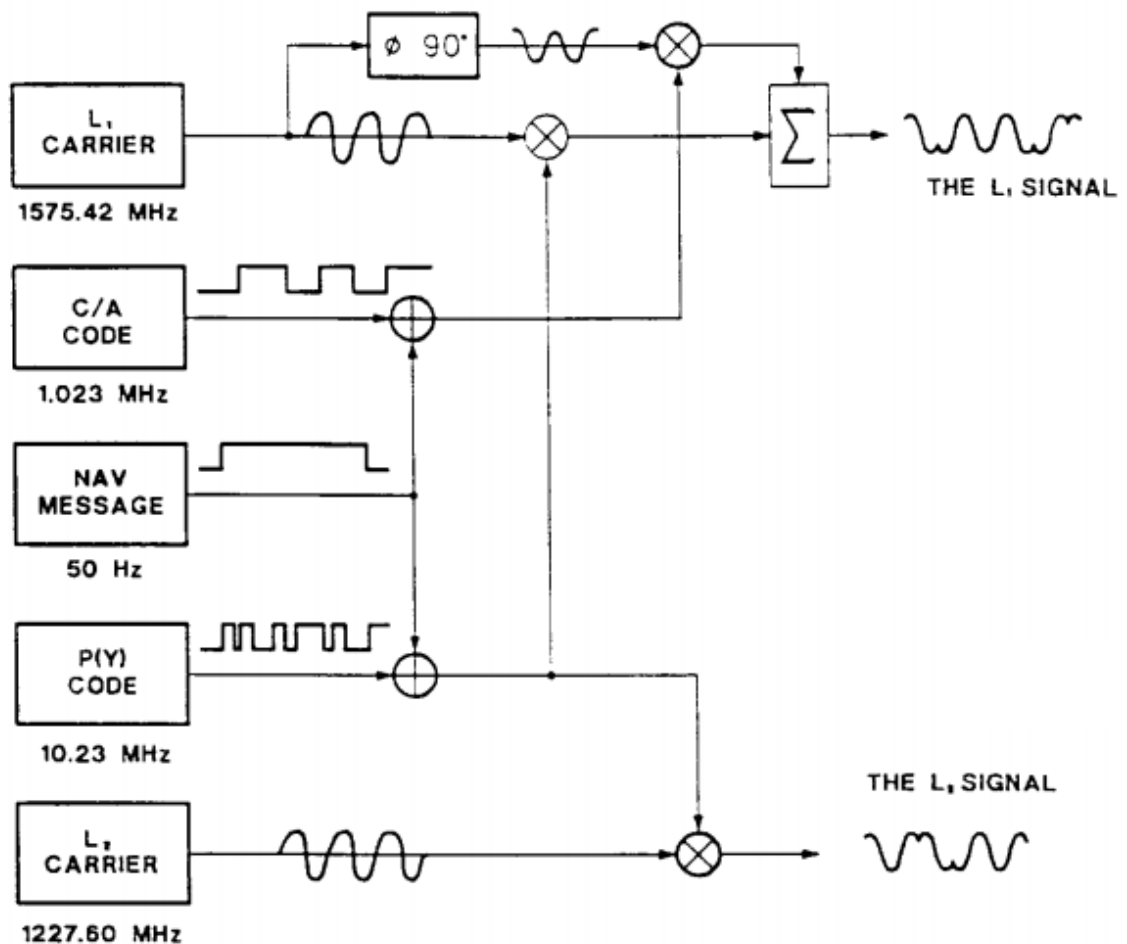 ø 90°
L₁
CARRIER
1575.42 MHz
Σ
THE L₁ SIGNAL
C/A
CODE
1.023 MHz
NAV
MESSAGE
50 Hz
P(Y)
CODE
10.23 MHz
THE L₂ SIGNAL
L₂
CARRIER
1227.60 MHz